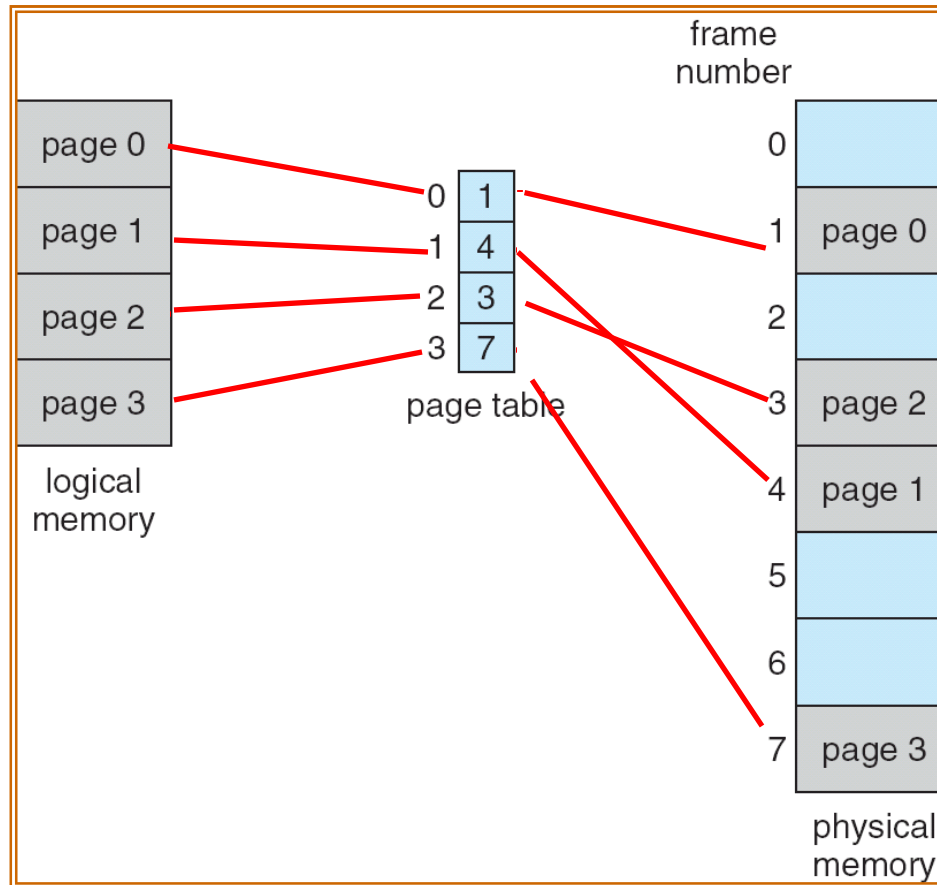 frame
number
page 0
page 1
page 2
page 3
logical
memory
0 1
1 4
2 3
3 7
page table
0
1 page 0
2
3 page 2
4 page 1
5
6
7 page 3
physical
memory